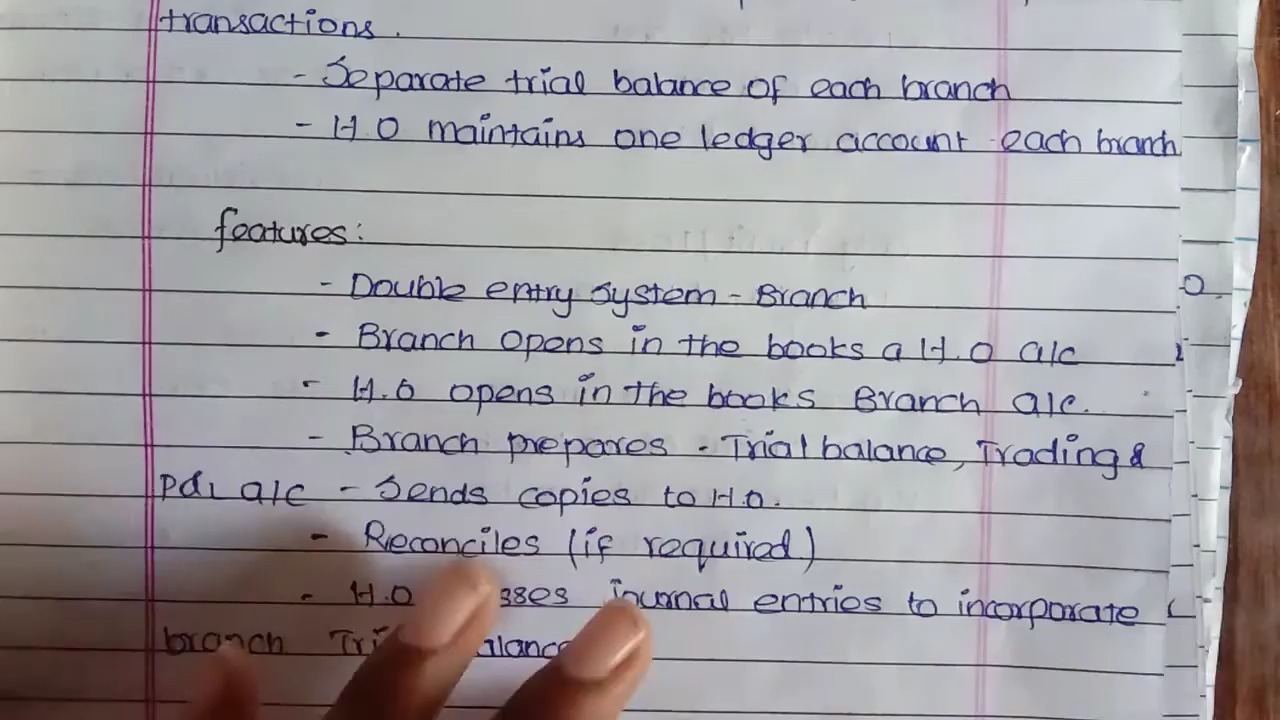 transactions.
- Separate trial balance of each branch
- H.O maintains one ledger account each branch
features:
- Double entry system - Branch
- Branch opens in the books a H.O a/c
- H.O opens in the books Branch a/c.
- Branch prepares - Trial balance, Trading &
P&L a/c - Sends copies to H.O.
- Reconciles (if required)
- H.O journal entries to incorporate
branch